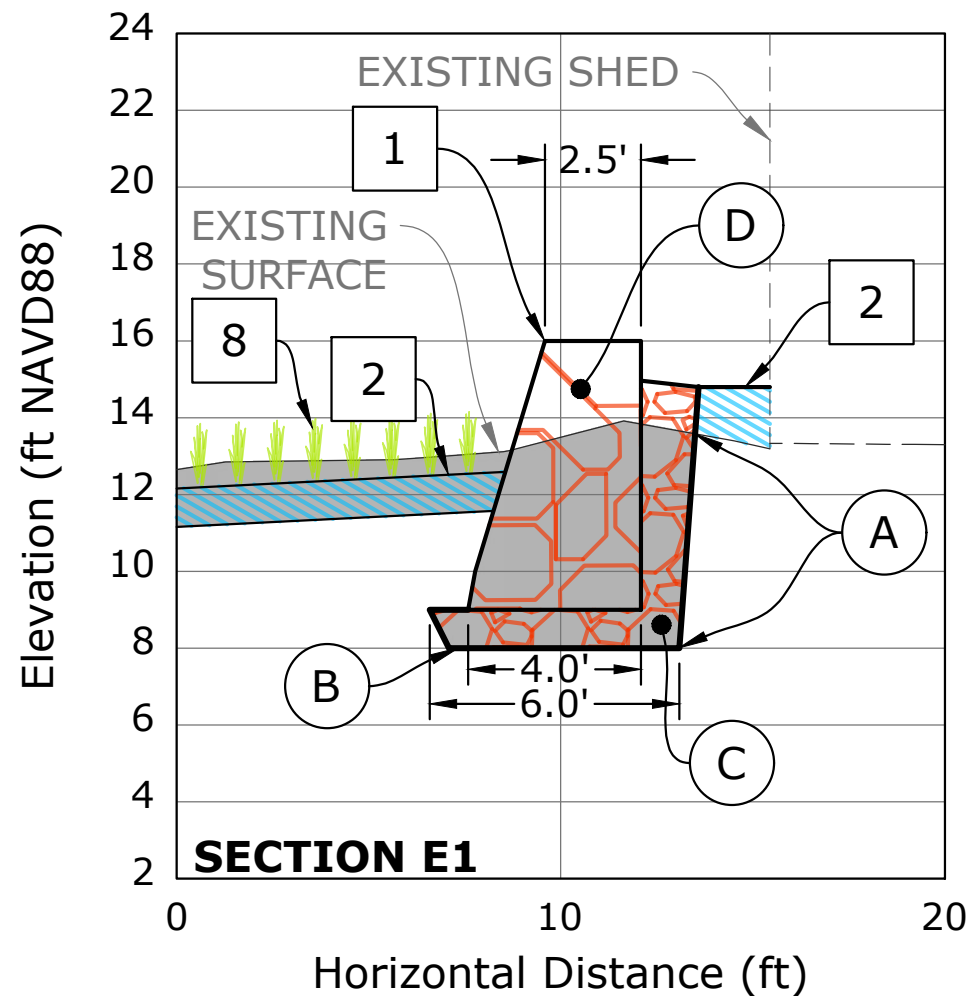 24
22
20
18
16
14
12
10
8
6
4
2
Elevation (ft NAVD88)
EXISTING SHED
1
2.5'
D
EXISTING
SURFACE
8
2
2
A
B
4.0'
6.0'
C
SECTION E1
0
10
20
Horizontal Distance (ft)